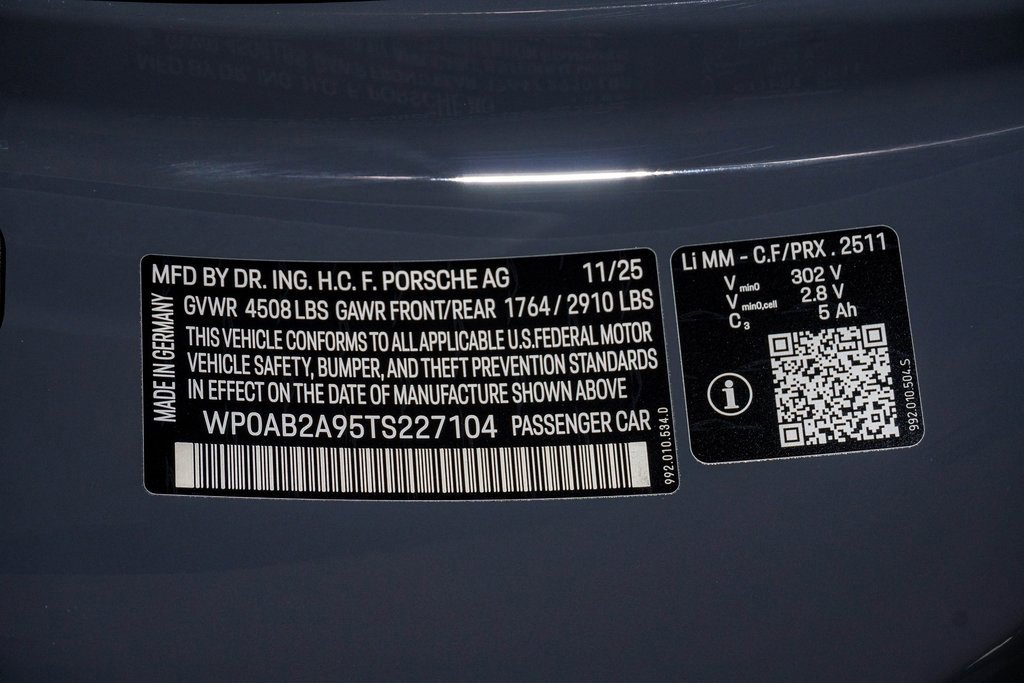 MFD BY DR. ING. H.C. F. PORSCHE AG 11/25
GVWR 4508 LBS GAWR FRONT/REAR 1764 / 2910 LBS
THIS VEHICLE CONFORMS TO ALL APPLICABLE U.S. FEDERAL MOTOR
VEHICLE SAFETY, BUMPER, AND THEFT PREVENTION STANDARDS
IN EFFECT ON THE DATE OF MANUFACTURE SHOWN ABOVE
WP0AB2A95TS227104 PASSENGER CAR
MADE IN GERMANY
992.010.534.D
Li MM - C.F/PRX . 2511
Vmin0 302 V
Vmin0,cell 2.8 V
C3 5 Ah
i
992.010.504.S